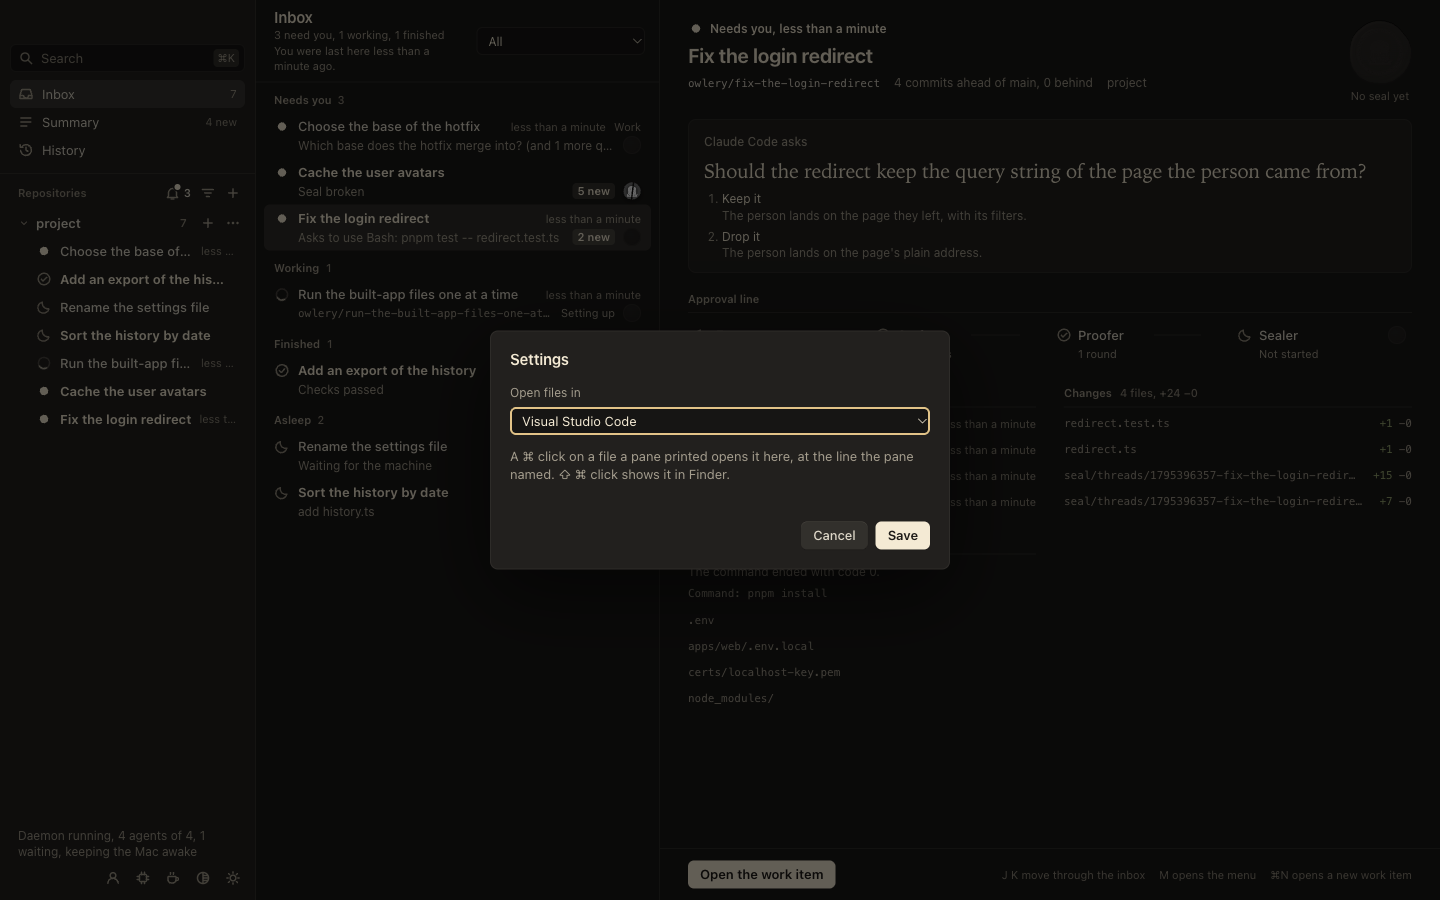 Search ⌘K
Inbox 7
Summary 4 new
History
Repositories 3
project 7
Choose the base of... less ...
Add an export of the his...
Rename the settings file
Sort the history by date
Run the built-app fi... less ...
Cache the user avatars
Fix the login redirect less t...
Daemon running, 4 agents of 4, 1
waiting, keeping the Mac awake
Inbox
3 need you, 1 working, 1 finished
You were last here less than a
minute ago.
All
Needs you 3
Choose the base of the hotfix less than a minute Work
Which base does the hotfix merge into? (and 1 more q...
Cache the user avatars
Seal broken 5 new
Fix the login redirect less than a minute
Asks to use Bash: pnpm test -- redirect.test.ts 2 new
Working 1
Run the built-app files one at a time less than a minute
owlery/run-the-built-app-files-one-at... Setting up
Finished 1
Add an export of the history
Checks passed
Asleep 2
Rename the settings file
Waiting for the machine
Sort the history by date
add history.ts
Needs you, less than a minute
Fix the login redirect
owlery/fix-the-login-redirect 4 commits ahead of main, 0 behind project
No seal yet
Claude Code asks
Should the redirect keep the query string of the page the person came from?
1. Keep it
The person lands on the page they left, with its filters.
2. Drop it
The person lands on the page's plain address.
Approval line
Proofer
1 round
Sealer
Not started
Changes 4 files, +24 −0
ss than a minute
redirect.test.ts +1 −0
redirect.ts +1 −0
ss than a minute
seal/threads/1795396357-fix-the-login-redir... +15 −0
ss than a minute
seal/threads/1795396357-fix-the-login-redire... +7 −0
ss than a minute
Settings
Open files in
Visual Studio Code
A ⌘ click on a file a pane printed opens it here, at the line the pane
named. ⇧ ⌘ click shows it in Finder.
Cancel Save
The command ended with code 0.
Command: pnpm install
.env
apps/web/.env.local
certs/localhost-key.pem
node_modules/
Open the work item
J K move through the inbox M opens the menu ⌘N opens a new work item